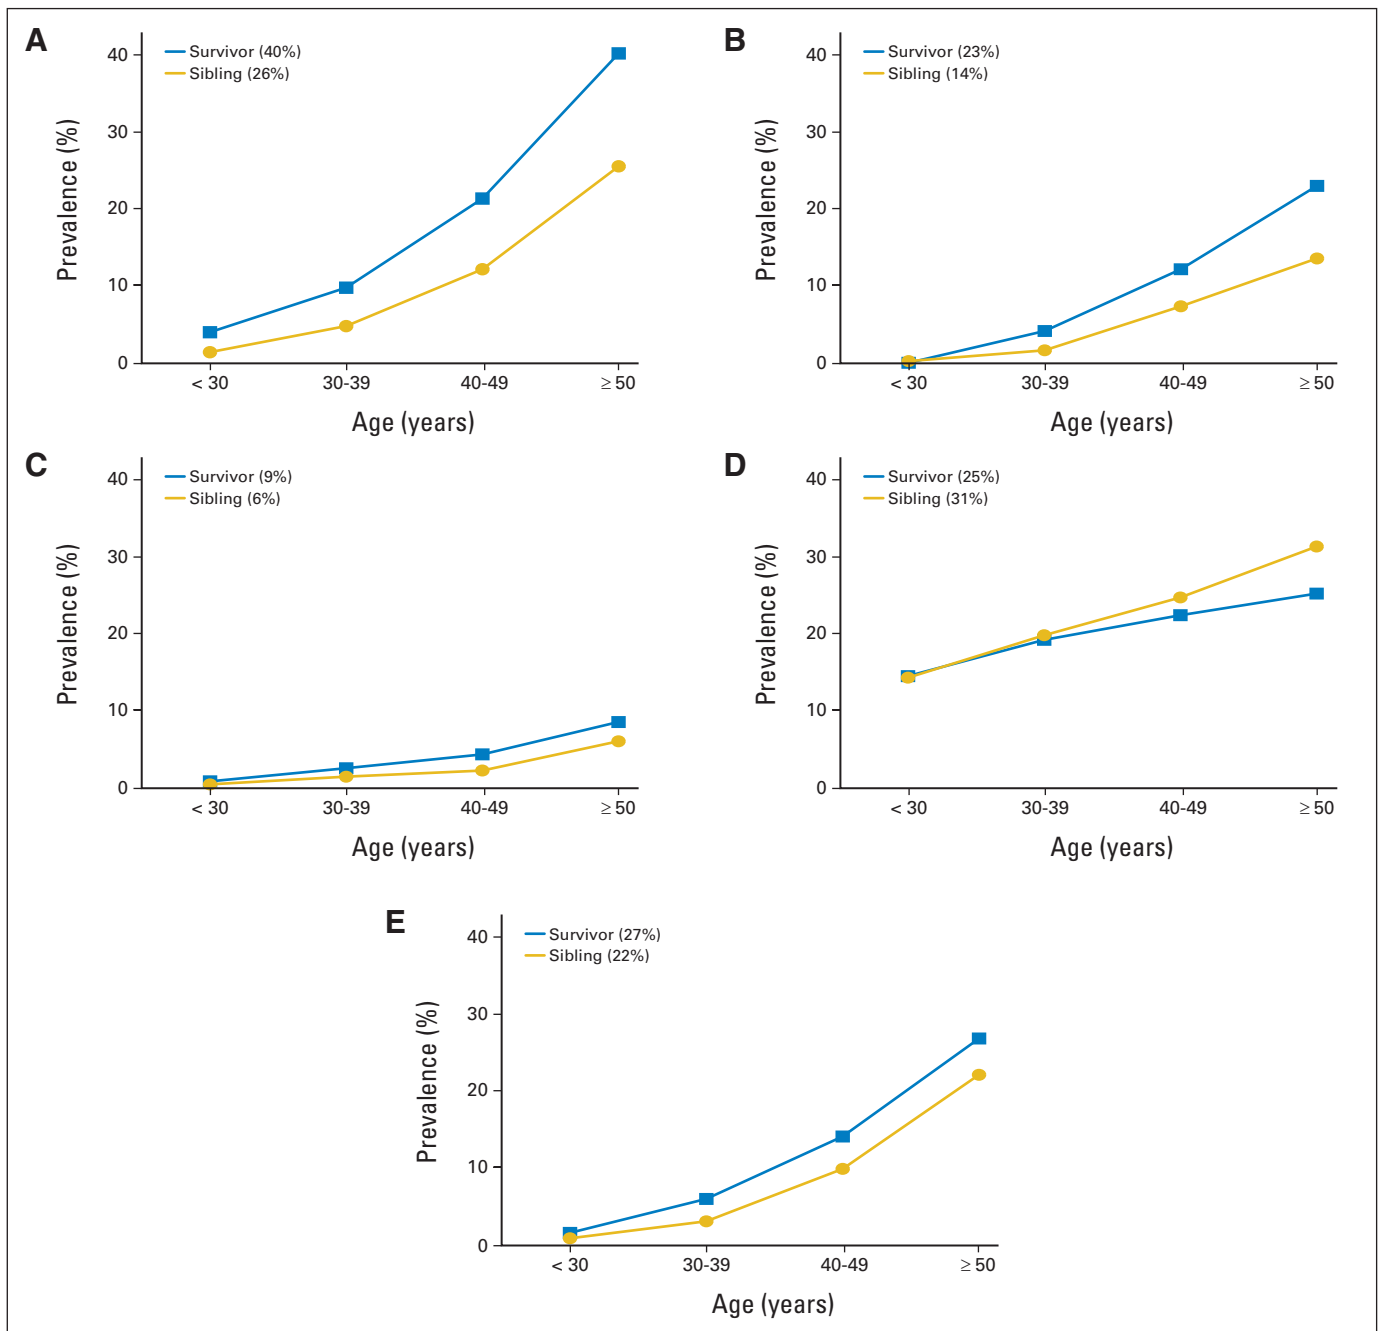 A
Survivor (40%)
Sibling (26%)
40
30
20
10
0
Prevalence (%)
< 30 30-39 40-49 ≥ 50
Age (years)
B
Survivor (23%)
Sibling (14%)
40
30
20
10
0
Prevalence (%)
< 30 30-39 40-49 ≥ 50
Age (years)
C
Survivor (9%)
Sibling (6%)
40
30
20
10
0
Prevalence (%)
< 30 30-39 40-49 ≥ 50
Age (years)
D
Survivor (25%)
Sibling (31%)
40
30
20
10
0
Prevalence (%)
< 30 30-39 40-49 ≥ 50
Age (years)
E
Survivor (27%)
Sibling (22%)
40
30
20
10
0
Prevalence (%)
< 30 30-39 40-49 ≥ 50
Age (years)